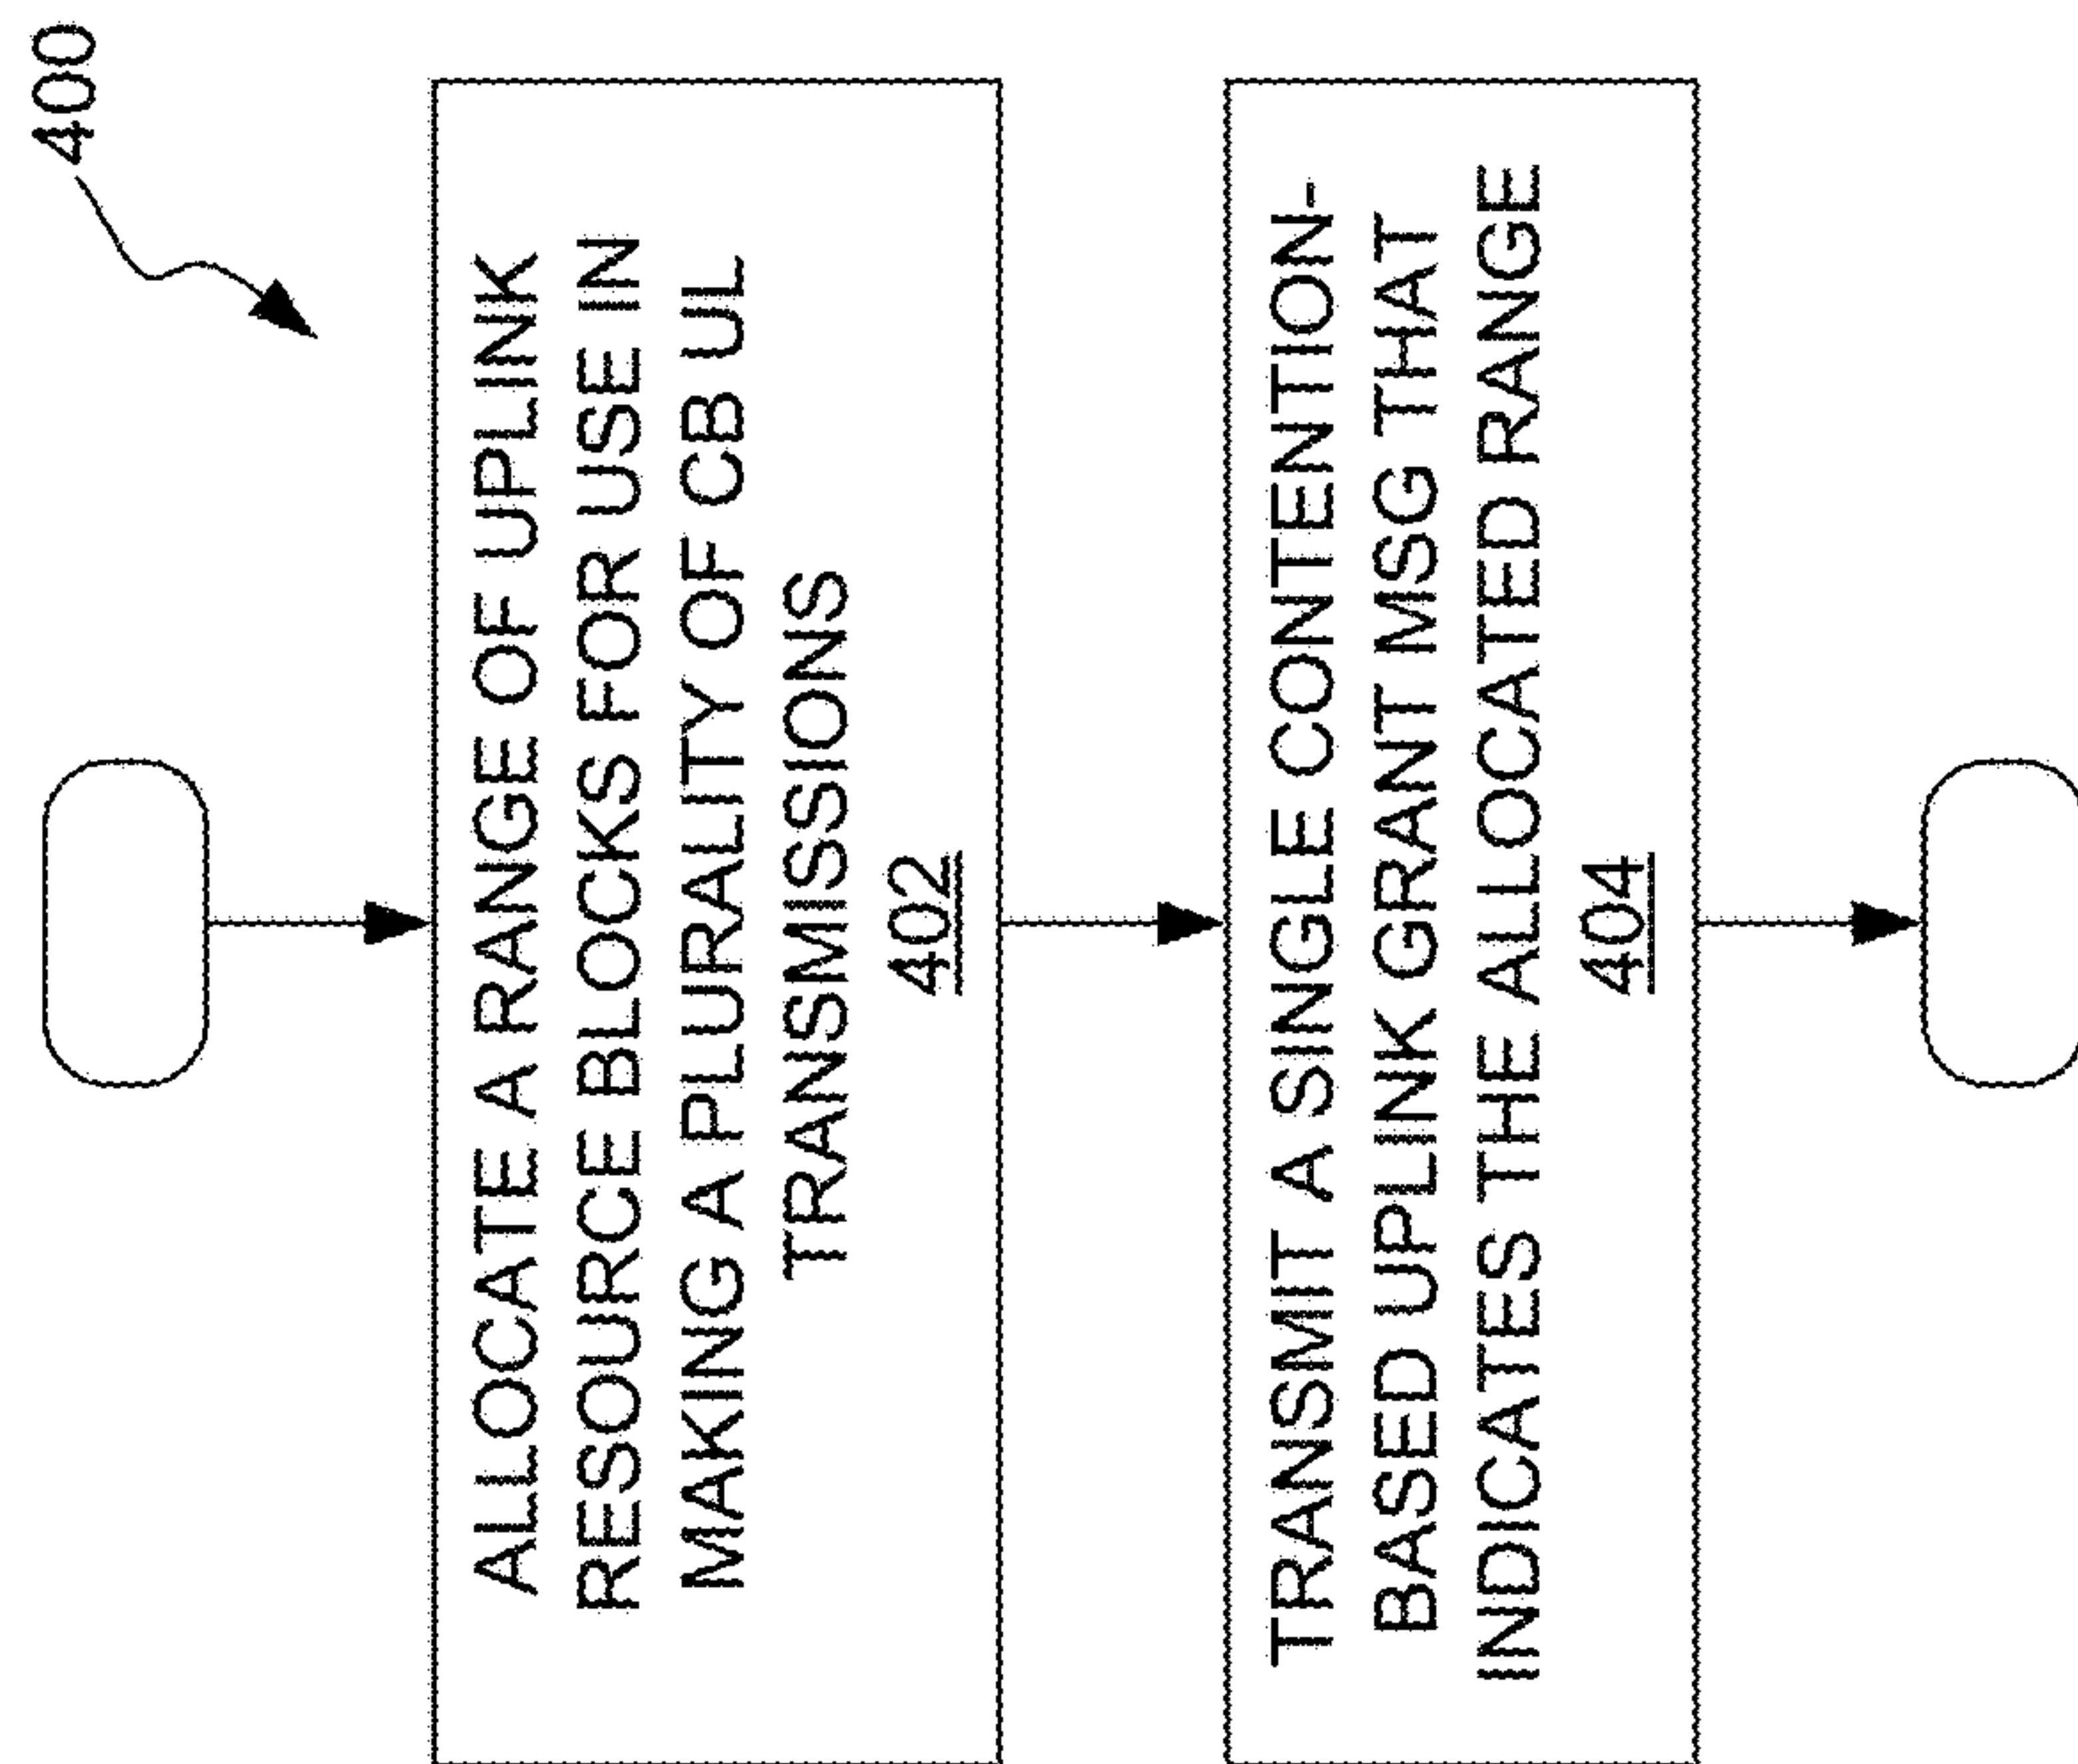 400
ALLOCATE A RANGE OF UPLINK
RESOURCE BLOCKS FOR USE IN
MAKING A PLURALITY OF CB UL
TRANSMISSIONS
402
TRANSMIT A SINGLE CONTENTION-
BASED UPLINK GRANT MSG THAT
INDICATES THE ALLOCATED RANGE
404